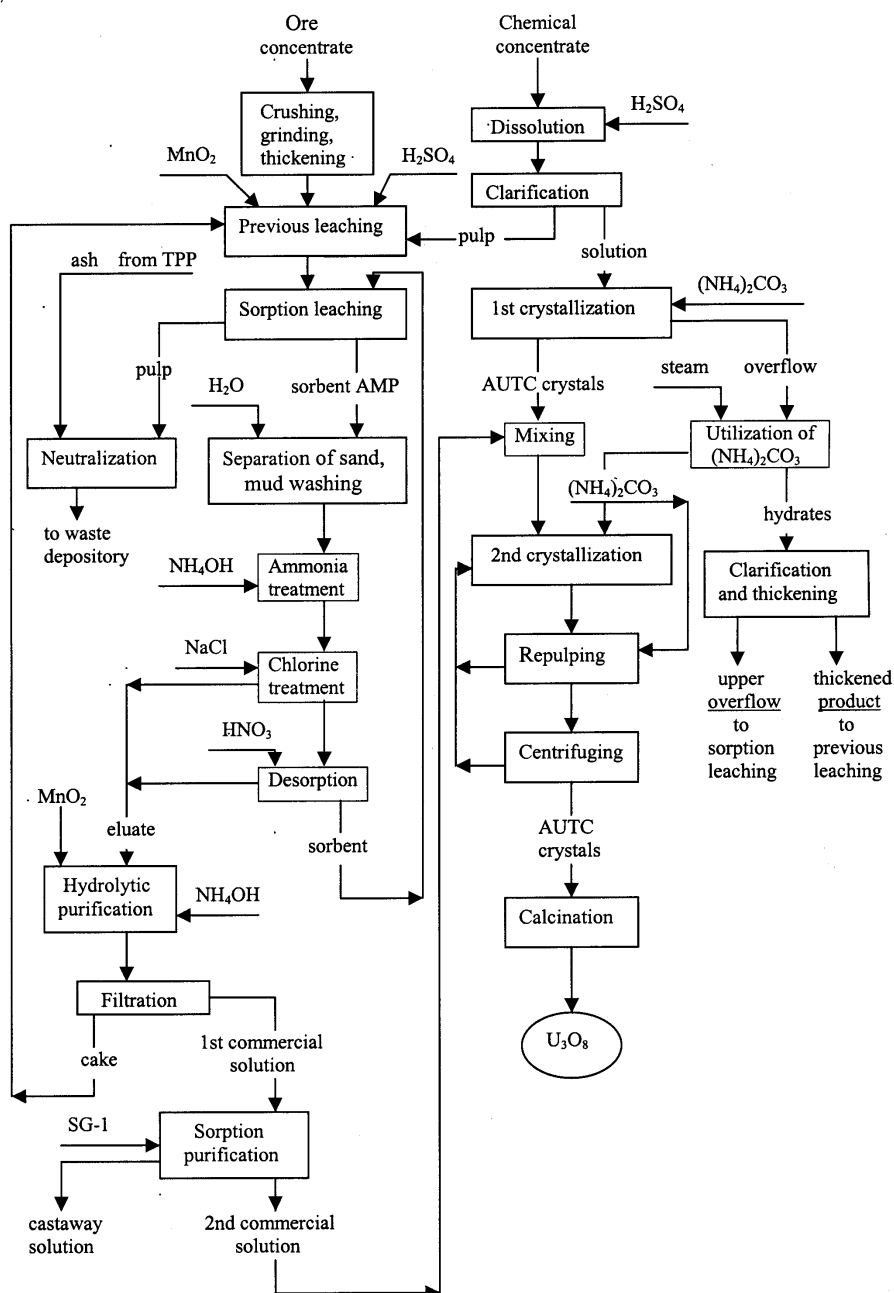 Ore
concentrate
Chemical
concentrate
Crushing,
grinding,
thickening
H₂SO₄
Dissolution
MnO₂
H₂SO₄
Clarification
Previous leaching
pulp
solution
ash from TPP
(NH₄)₂CO₃
Sorption leaching
1st crystallization
pulp
H₂O
sorbent AMP
AUTC crystals
steam
overflow
Neutralization
Separation of sand,
mud washing
Mixing
Utilization of
(NH₄)₂CO₃
(NH₄)₂CO₃
to waste
depository
hydrates
NH₄OH
Ammonia
treatment
2nd crystallization
Clarification
and thickening
NaCl
Chlorine
treatment
Repulping
upper
overflow
to
sorption
leaching
thickened
product
to
previous
leaching
HNO₃
Desorption
Centrifuging
MnO₂
eluate
sorbent
AUTC
crystals
Hydrolytic
purification
NH₄OH
Calcination
Filtration
cake
1st commercial
solution
U₃O₈
SG-1
Sorption
purification
castaway
solution
2nd commercial
solution